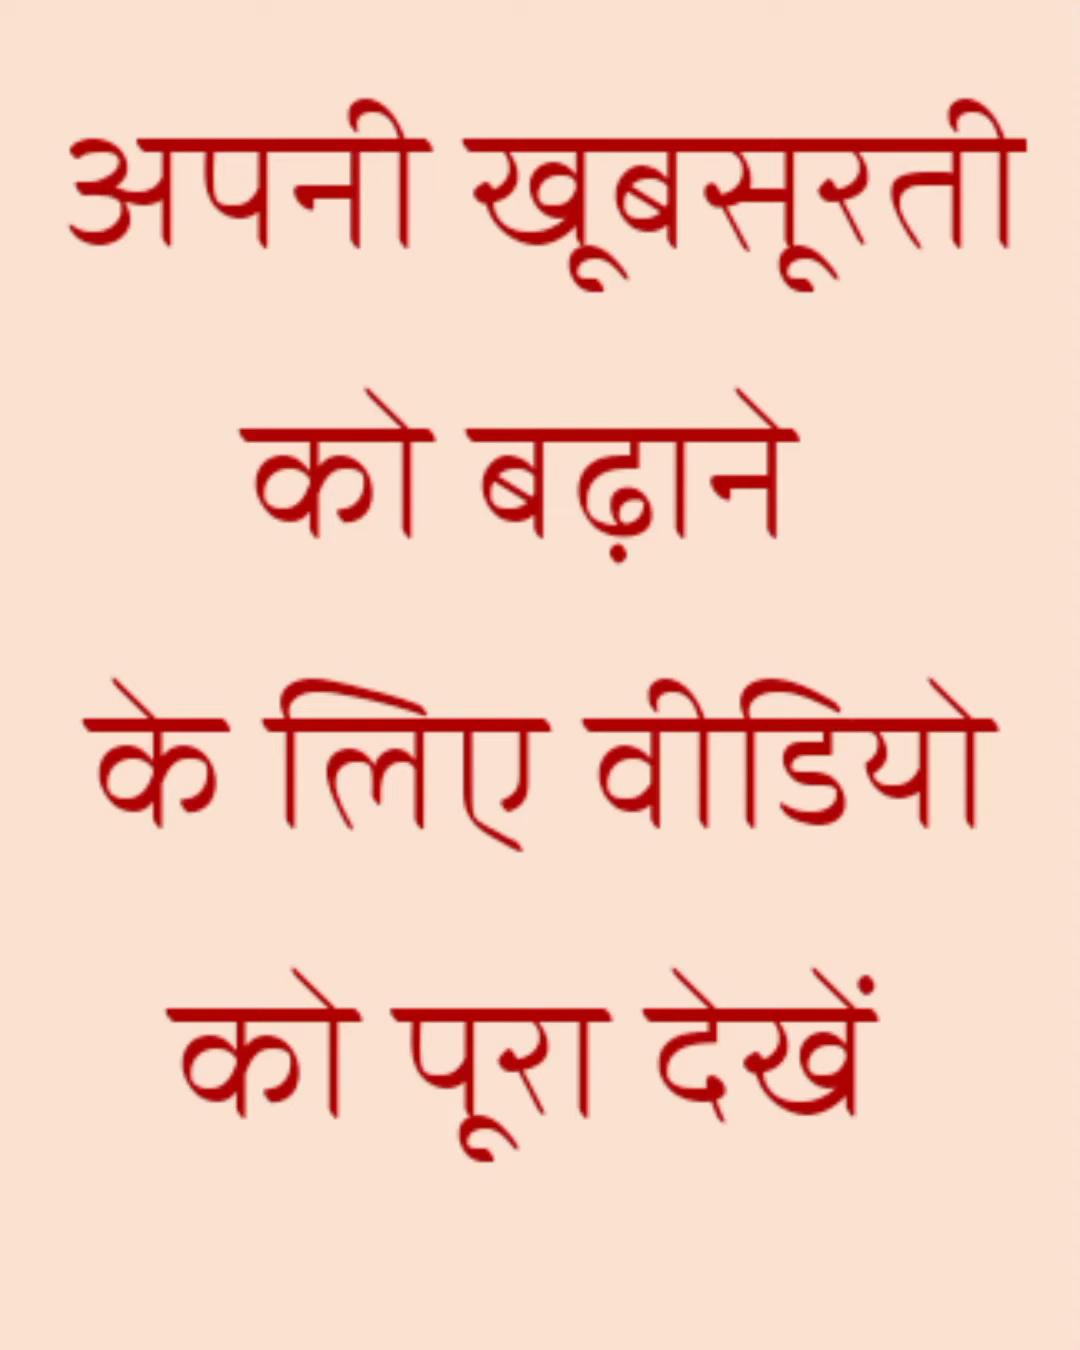 अपनी खूबसूरती
को बढ़ाने
के लिए वीडियो
को पूरा देखें